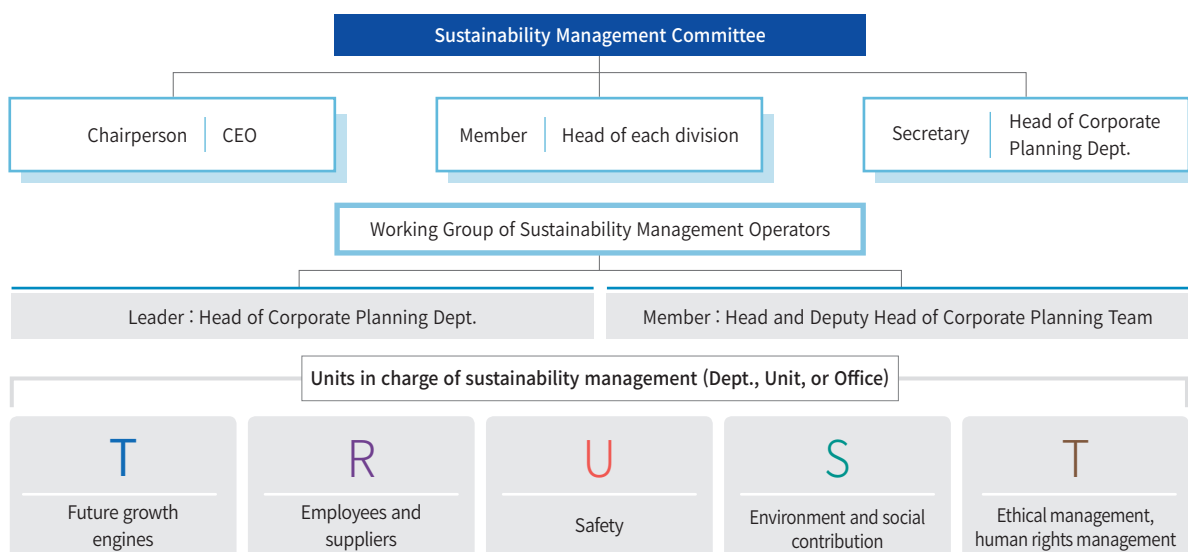 Sustainability Management Committee
Chairperson CEO
Member Head of each division
Secretary Head of Corporate
Planning Dept.
Working Group of Sustainability Management Operators
Leader : Head of Corporate Planning Dept.
Member : Head and Deputy Head of Corporate Planning Team
Units in charge of sustainability management (Dept., Unit, or Office)
T
Future growth
engines
R
Employees and
suppliers
U
Safety
S
Environment and social
contribution
T
Ethical management,
human rights management